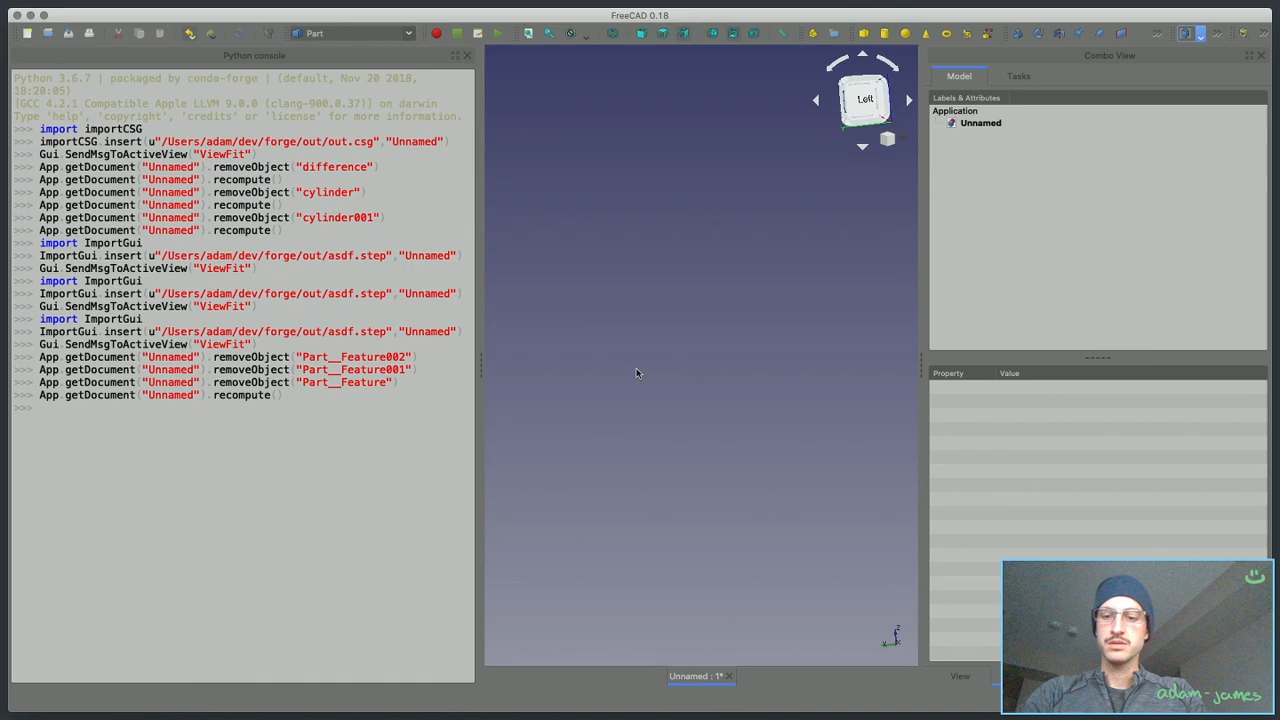 FreeCAD 0.18
Part
Python console
Combo View
Python 3.6.7 | packaged by conda-forge | (default, Nov 20 2018,
18:20:05)
[GCC 4.2.1 Compatible Apple LLVM 9.0.0 (clang-900.0.37)] on darwin
Type 'help', 'copyright', 'credits' or 'license' for more information.
>>> import importCSG
>>> importCSG.insert(u"/Users/adam/dev/forge/out/out.csg","Unnamed")
>>> Gui.SendMsgToActiveView("ViewFit")
>>> App.getDocument("Unnamed").removeObject("difference")
>>> App.getDocument("Unnamed").recompute()
>>> App.getDocument("Unnamed").removeObject("cylinder")
>>> App.getDocument("Unnamed").recompute()
>>> App.getDocument("Unnamed").removeObject("cylinder001")
>>> App.getDocument("Unnamed").recompute()
>>> import ImportGui
>>> ImportGui.insert(u"/Users/adam/dev/forge/out/asdf.step","Unnamed")
>>> Gui.SendMsgToActiveView("ViewFit")
>>> import ImportGui
>>> ImportGui.insert(u"/Users/adam/dev/forge/out/asdf.step","Unnamed")
>>> Gui.SendMsgToActiveView("ViewFit")
>>> import ImportGui
>>> ImportGui.insert(u"/Users/adam/dev/forge/out/asdf.step","Unnamed")
>>> Gui.SendMsgToActiveView("ViewFit")
>>> App.getDocument("Unnamed").removeObject("Part__Feature002")
>>> App.getDocument("Unnamed").removeObject("Part__Feature001")
>>> App.getDocument("Unnamed").removeObject("Part__Feature")
>>> App.getDocument("Unnamed").recompute()
>>>
Left
Z
Y X
Unnamed : 1*
Model Tasks
Labels & Attributes
Application
Unnamed
Property Value
View
adam-james